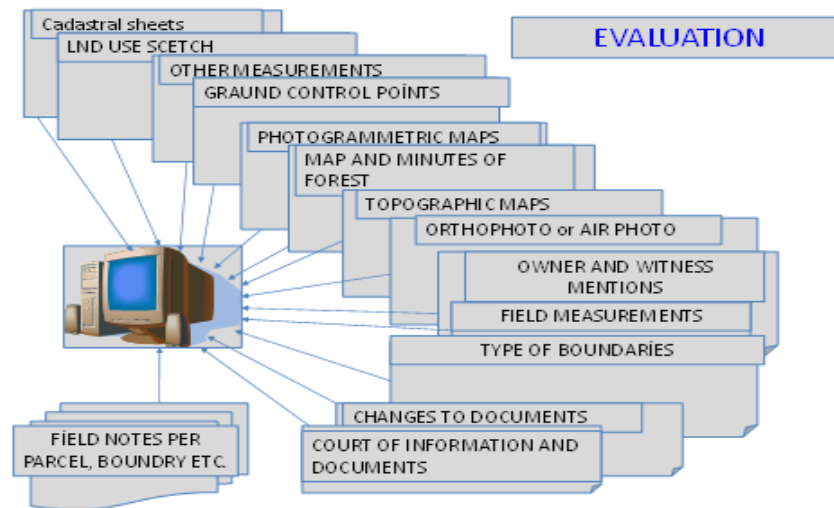 Cadastral sheets
EVALUATION
LND USE SCETCH
OTHER MEASUREMENTS
GRAUND CONTROL POİNTS
PHOTOGRAMMETRIC MAPS
MAP AND MINUTES OF
FOREST
TOPOGRAPHIC MAPS
ORTHOPHOTO or AIR PHOTO
OWNER AND WITNESS
MENTIONS
FIELD MEASUREMENTS
TYPE OF BOUNDARİES
CHANGES TO DOCUMENTS
COURT OF INFORMATION AND
DOCUMENTS
FİELD NOTES PER
PARCEL, BOUNDRY ETC.